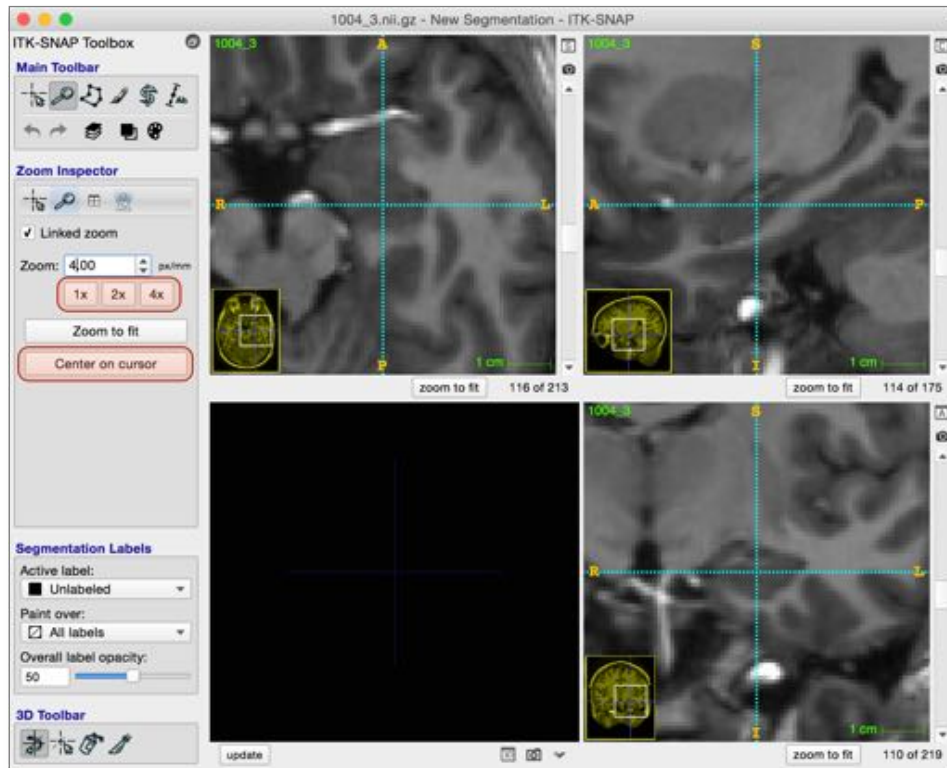 1004_3.nii.gz - New Segmentation - ITK-SNAP
ITK-SNAP Toolbox
Main Toolbar
Zoom Inspector
Linked zoom
Zoom: 4.00 px/mm
1x 2x 4x
Zoom to fit
Center on cursor
Segmentation Labels
Active label:
Unlabeled
Paint over:
All labels
Overall label opacity:
50
3D Toolbar
1004_3
A
R
L
P
1 cm
zoom to fit 116 of 213
1004_3
S
A
P
I
1 cm
zoom to fit 114 of 175
update
1004_3
S
R
L
I
1 cm
zoom to fit 110 of 219